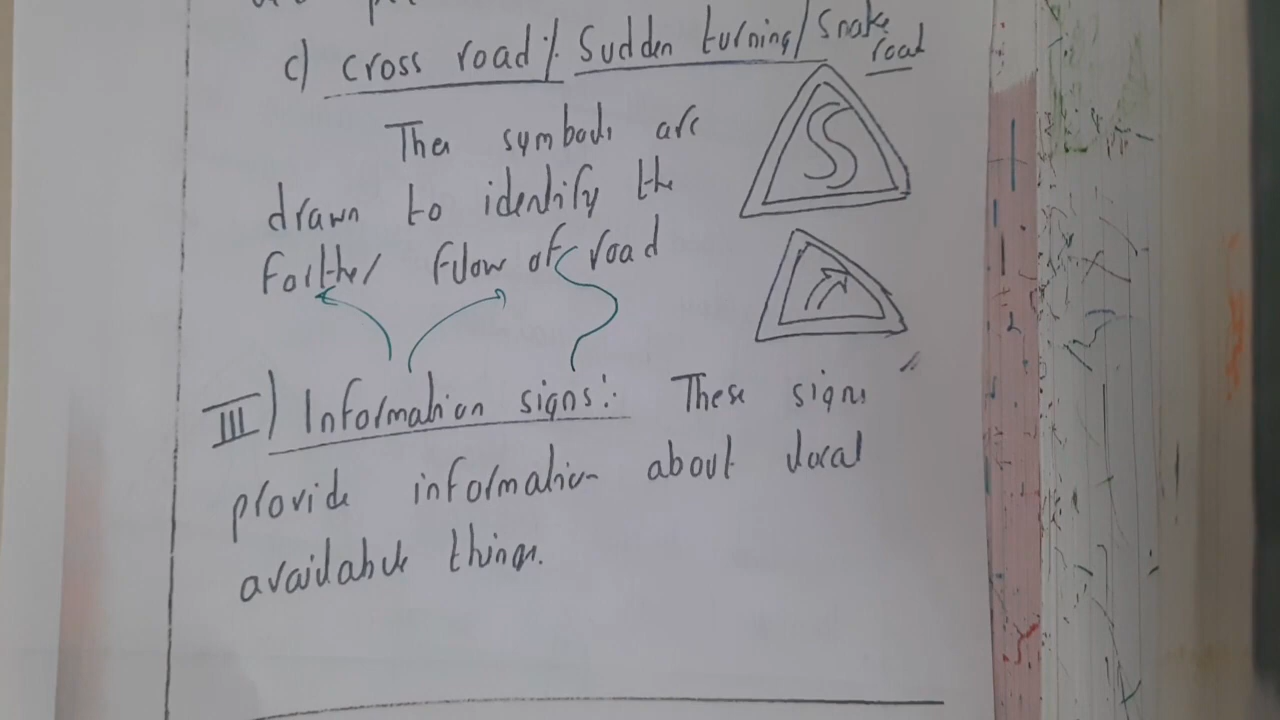 c) cross road /. Sudden turning / Snake
road
The symbols are
drawn to identify the
further flow of road
III) Information signs:- These signs
provide information about local
available things.